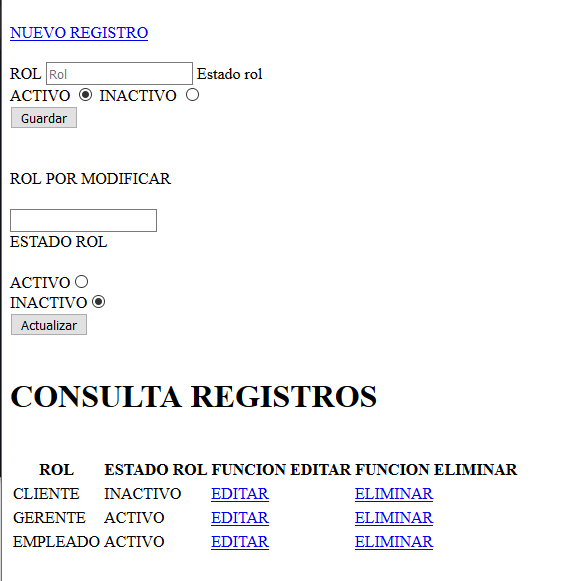 NUEVO REGISTRO
ROL Rol Estado rol
ACTIVO INACTIVO
Guardar
ROL POR MODIFICAR
ESTADO ROL
ACTIVO
INACTIVO
Actualizar
CONSULTA REGISTROS
ROL ESTADO ROL FUNCION EDITAR FUNCION ELIMINAR
CLIENTE INACTIVO EDITAR ELIMINAR
GERENTE ACTIVO EDITAR ELIMINAR
EMPLEADO ACTIVO EDITAR ELIMINAR